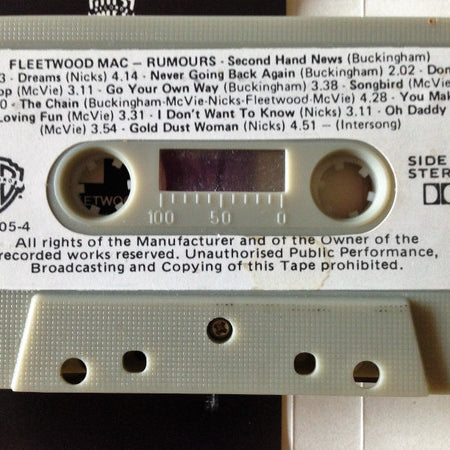 FLEETWOOD MAC – RUMOURS · Second Hand News (Buckingham)
3 · Dreams (Nicks) 4.14 · Never Going Back Again (Buckingham) 2.02 · Don
op (McVie) 3.11 · Go Your Own Way (Buckingham) 3.38 · Songbird (McVie
0 · The Chain (Buckingham-McVie-Nicks-Fleetwood-McVie) 4.28 · You Mak
Loving Fun (McVie) 3.31 · I Don't Want To Know (Nicks) 3.11 · Oh Daddy
(McVie) 3.54 · Gold Dust Woman (Nicks) 4.51 – (Intersong)
SIDE
STER
ETWO
100 50 0
05-4
All rights of the Manufacturer and of the Owner of the
recorded works reserved. Unauthorised Public Performance,
Broadcasting and Copying of this Tape prohibited.